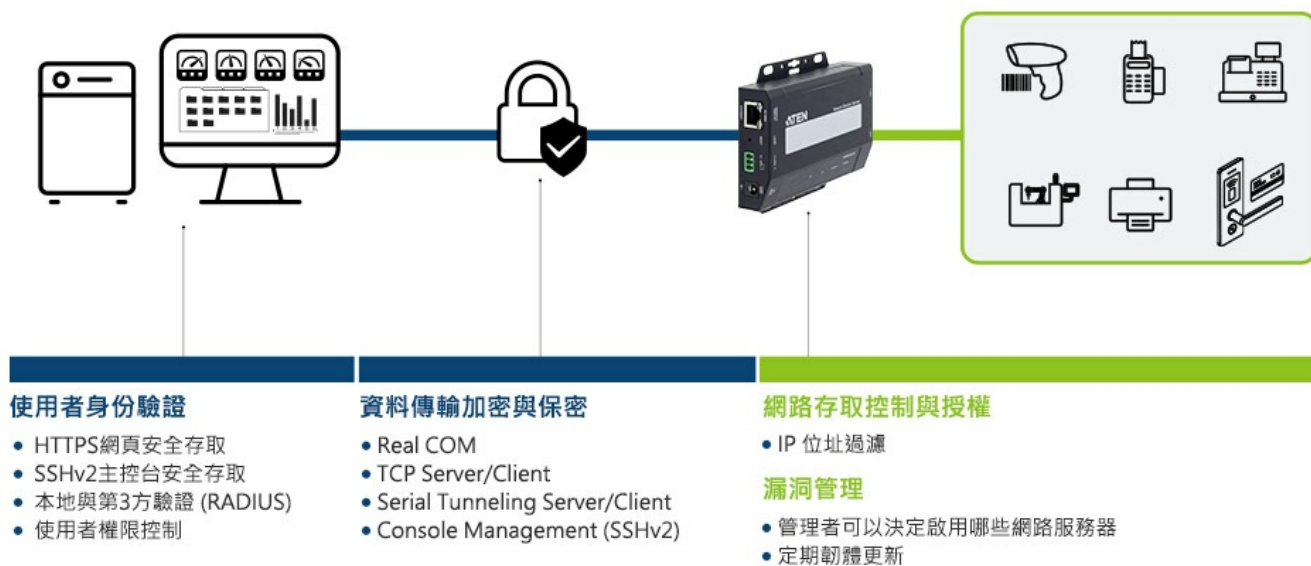 ATEN
使用者身份驗證
HTTPS網頁安全存取
SSHv2主控台安全存取
本地與第3方驗證 (RADIUS)
使用者權限控制
資料傳輸加密與保密
Real COM
TCP Server/Client
Serial Tunneling Server/Client
Console Management (SSHv2)
網路存取控制與授權
IP 位址過濾
漏洞管理
管理者可以決定啟用哪些網路服務器
定期韌體更新